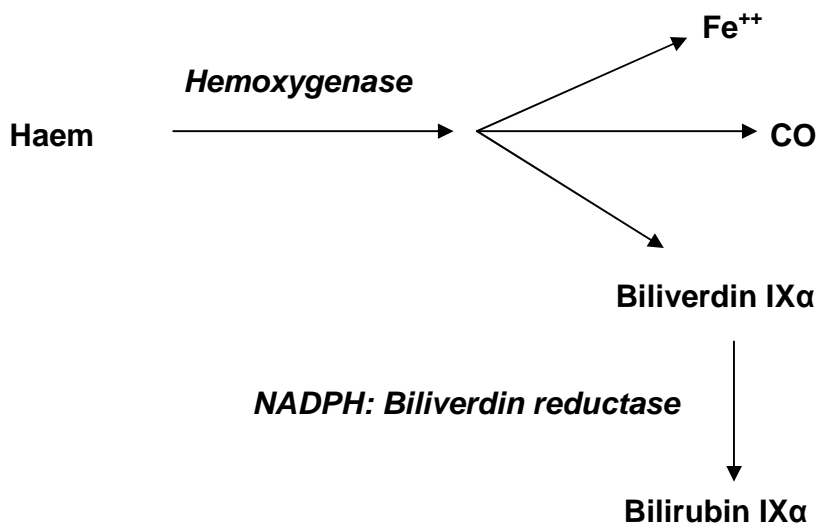 Fe⁺⁺
Hemoxygenase
Haem
CO
Biliverdin IXα
NADPH: Biliverdin reductase
Bilirubin IXα